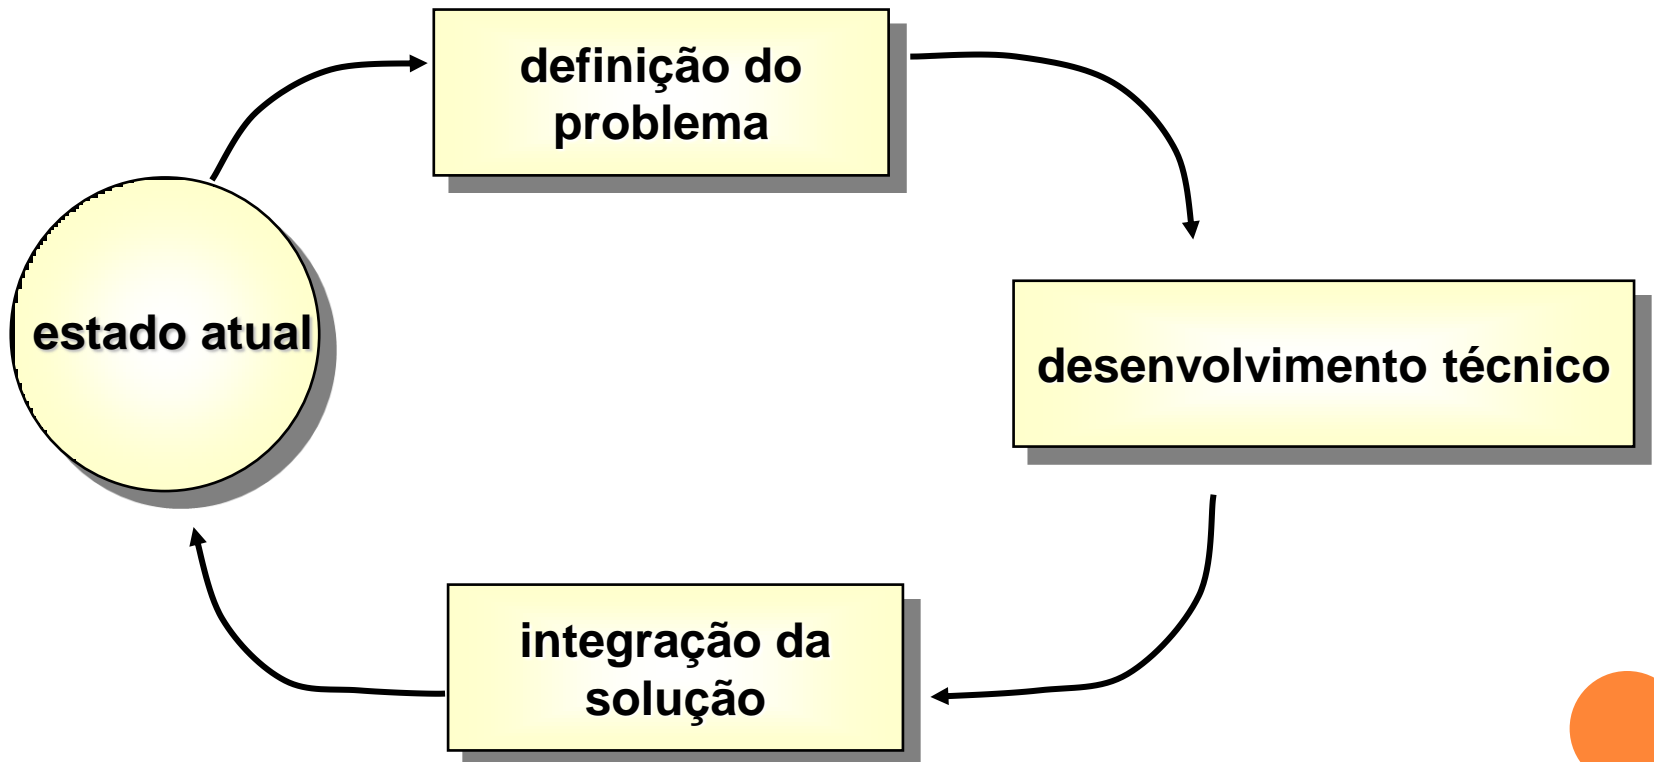 definição do
problema
estado atual
desenvolvimento técnico
integração da
solução